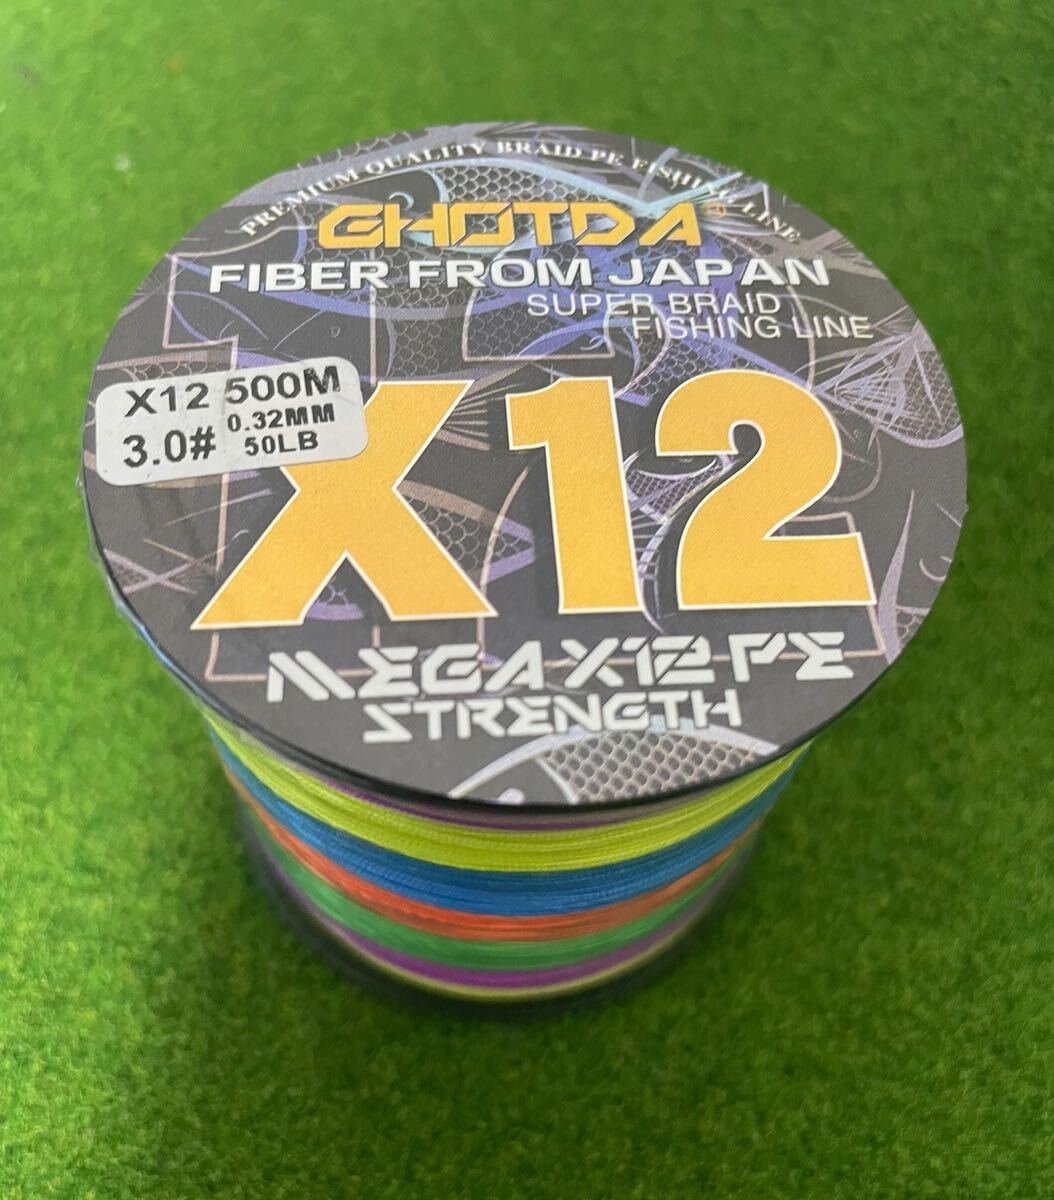 PREMIUM QUALITY BRAID PE FISHING LINE
GHOTDA®
FIBER FROM JAPAN
SUPER BRAID
FISHING LINE
X12 500M
0.32MM
3.0# 50LB
X12
MEGA X12 PE
STRENGTH